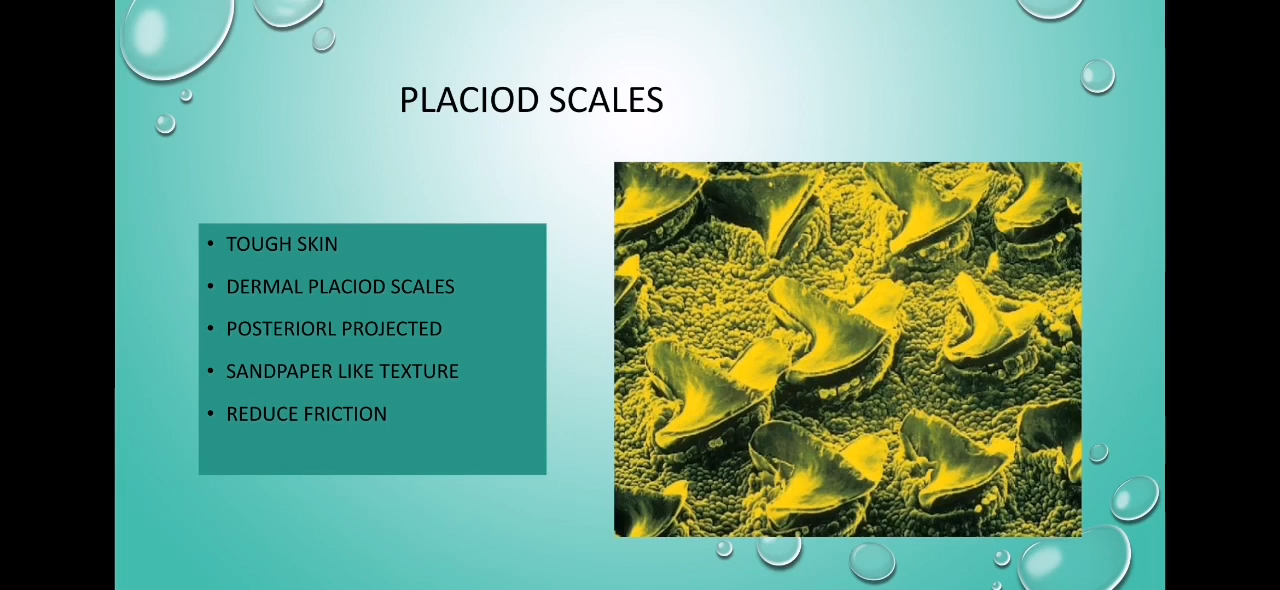 PLACIOD SCALES
• TOUGH SKIN
• DERMAL PLACIOD SCALES
• POSTERIORL PROJECTED
• SANDPAPER LIKE TEXTURE
• REDUCE FRICTION